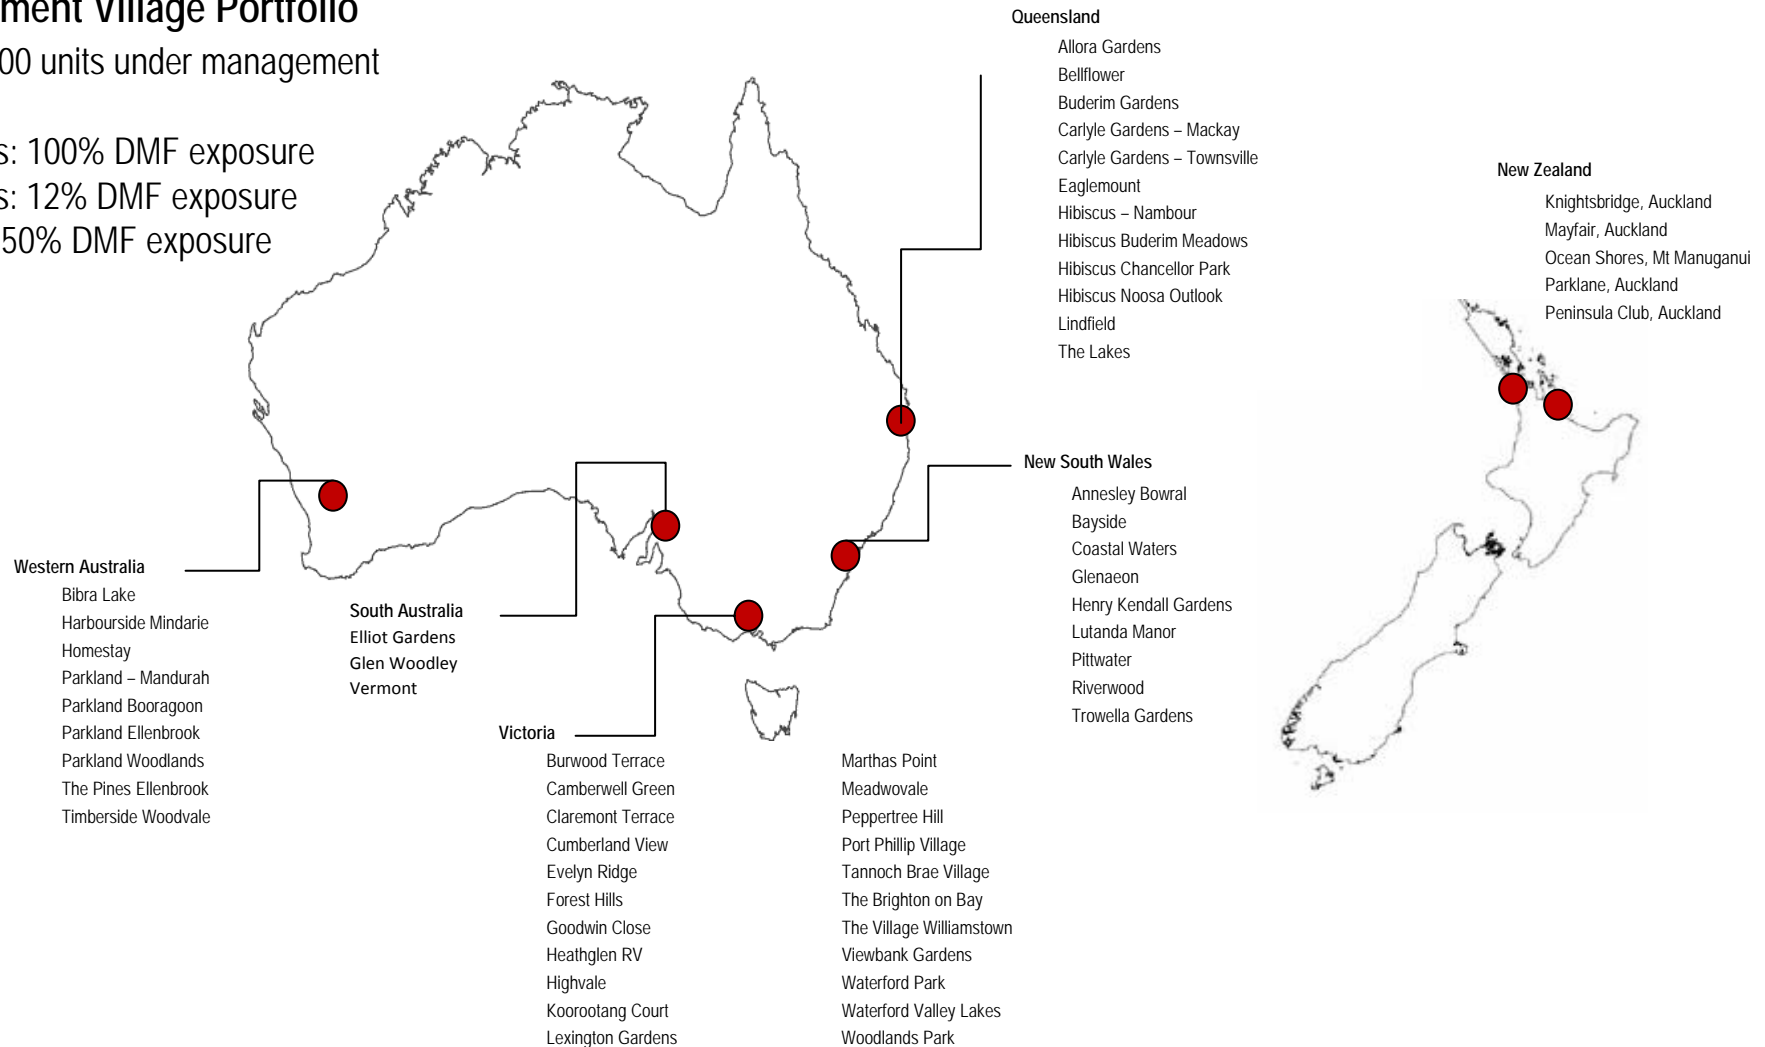 ment Village Portfolio
00 units under management
s: 100% DMF exposure
s: 12% DMF exposure
50% DMF exposure
Queensland
Allora Gardens
Bellflower
Buderim Gardens
Carlyle Gardens – Mackay
Carlyle Gardens – Townsville
Eaglemount
Hibiscus – Nambour
Hibiscus Buderim Meadows
Hibiscus Chancellor Park
Hibiscus Noosa Outlook
Lindfield
The Lakes
New Zealand
Knightsbridge, Auckland
Mayfair, Auckland
Ocean Shores, Mt Manuganui
Parklane, Auckland
Peninsula Club, Auckland
New South Wales
Annesley Bowral
Bayside
Coastal Waters
Glenaeon
Henry Kendall Gardens
Lutanda Manor
Pittwater
Riverwood
Trowella Gardens
Western Australia
Bibra Lake
Harbourside Mindarie
Homestay
Parkland – Mandurah
Parkland Booragoon
Parkland Ellenbrook
Parkland Woodlands
The Pines Ellenbrook
Timberside Woodvale
South Australia
Elliot Gardens
Glen Woodley
Vermont
Victoria
Burwood Terrace
Camberwell Green
Claremont Terrace
Cumberland View
Evelyn Ridge
Forest Hills
Goodwin Close
Heathglen RV
Highvale
Koorootang Court
Lexington Gardens
Marthas Point
Meadwovale
Peppertree Hill
Port Phillip Village
Tannoch Brae Village
The Brighton on Bay
The Village Williamstown
Viewbank Gardens
Waterford Park
Waterford Valley Lakes
Woodlands Park